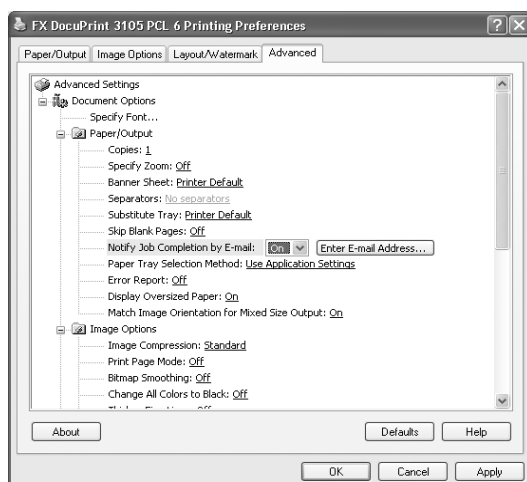 FX DocuPrint 3105 PCL 6 Printing Preferences
Paper/Output Image Options Layout/Watermark Advanced
Advanced Settings
Document Options
Specify Font...
Paper/Output
Copies: 1
Specify Zoom: Off
Banner Sheet: Printer Default
Separators: No separators
Substitute Tray: Printer Default
Skip Blank Pages: Off
Notify Job Completion by E-mail: On Enter E-mail Address...
Paper Tray Selection Method: Use Application Settings
Error Report: Off
Display Oversized Paper: On
Match Image Orientation for Mixed Size Output: On
Image Options
Image Compression: Standard
Print Page Mode: Off
Bitmap Smoothing: Off
Change All Colors to Black: Off
About Defaults Help
OK Cancel Apply